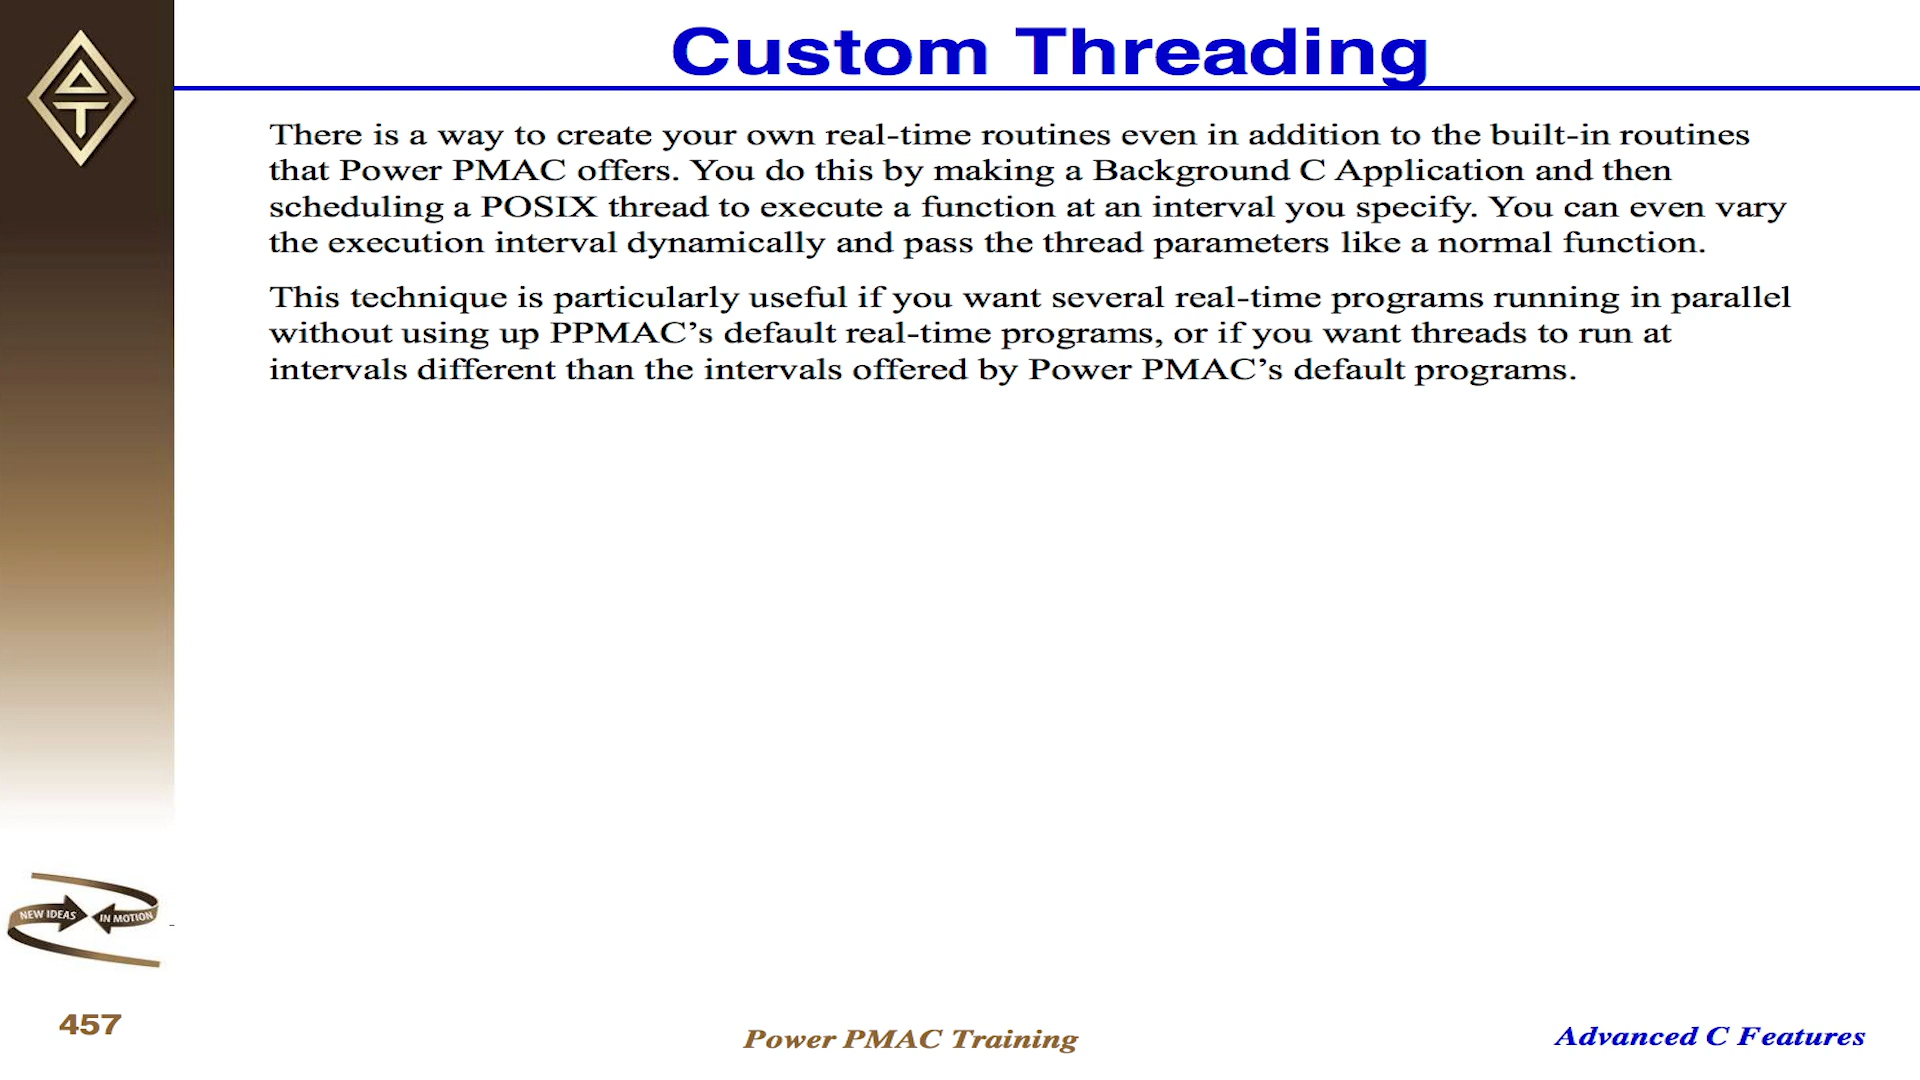 Custom Threading
There is a way to create your own real-time routines even in addition to the built-in routines
that Power PMAC offers. You do this by making a Background C Application and then
scheduling a POSIX thread to execute a function at an interval you specify. You can even vary
the execution interval dynamically and pass the thread parameters like a normal function.
This technique is particularly useful if you want several real-time programs running in parallel
without using up PPMAC’s default real-time programs, or if you want threads to run at
intervals different than the intervals offered by Power PMAC’s default programs.
NEW IDEAS IN MOTION
457
Power PMAC Training
Advanced C Features